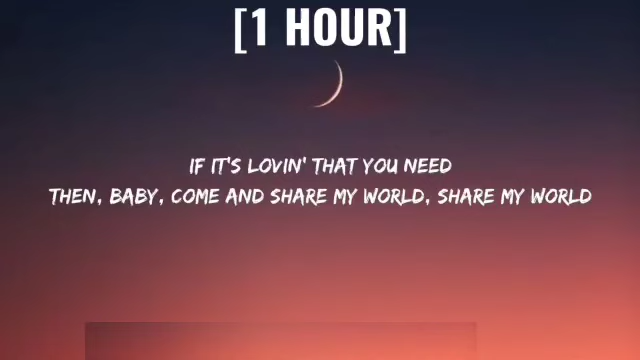 [1 HOUR]
IF IT'S LOVIN' THAT YOU NEED
THEN, BABY, COME AND SHARE MY WORLD, SHARE MY WORLD